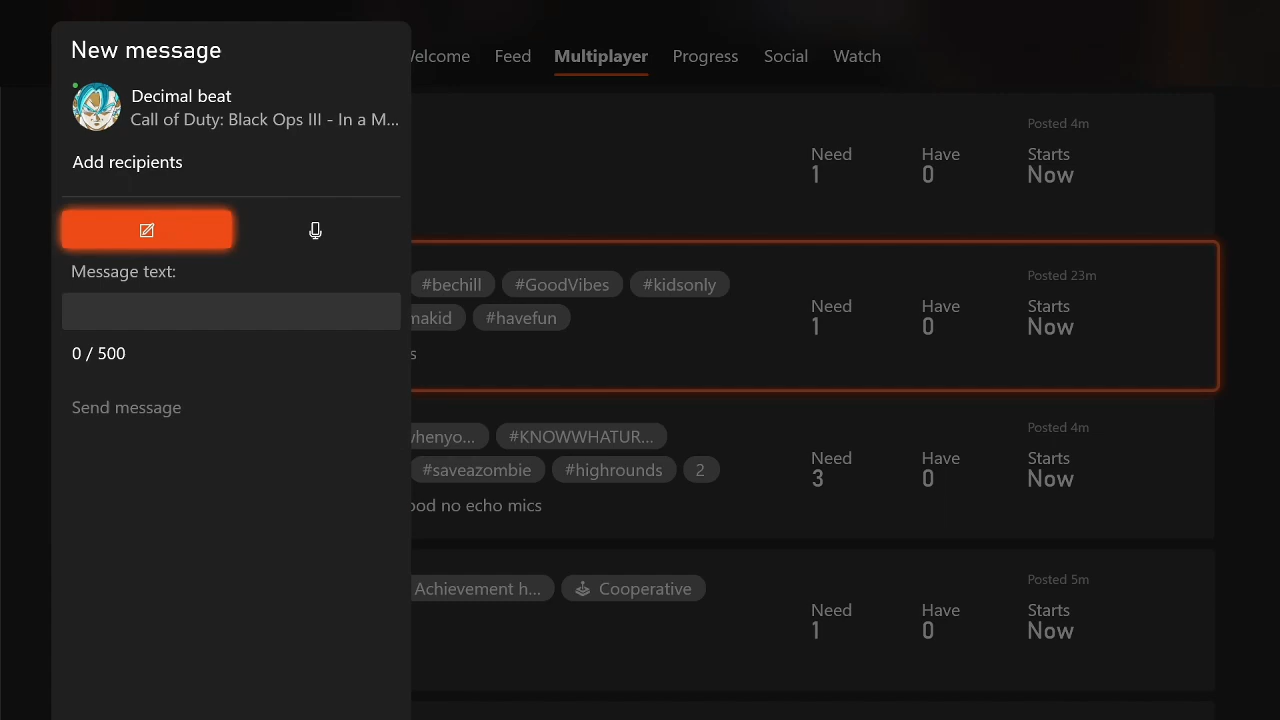 New message
Decimal beat
Call of Duty: Black Ops III - In a M...
Add recipients
Message text:
0 / 500
Send message
elcome Feed Multiplayer Progress Social Watch
Posted 4m
Need Have Starts
1 0 Now
#bechill #GoodVibes #kidsonly
makid #havefun
s
Posted 23m
Need Have Starts
1 0 Now
whenyo... #KNOWWHATUR...
#saveazombie #highrounds 2
ood no echo mics
Posted 4m
Need Have Starts
3 0 Now
Achievement h... Cooperative
Posted 5m
Need Have Starts
1 0 Now